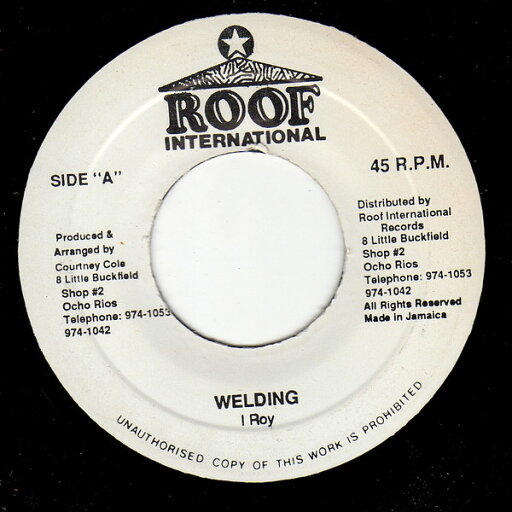 ROOF
INTERNATIONAL
SIDE "A"
45 R.P.M.
Produced &
Arranged by
Courtney Cole
8 Little Buckfield
Shop #2
Ocho Rios
Telephone: 974-1053
974-1042
Distributed by
Roof International
Records
8 Little Buckfield
Shop #2
Ocho Rios
Telephone: 974-1053
974-1042
All Rights Reserved
Made in Jamaica
WELDING
I Roy
UNAUTHORISED COPY OF THIS WORK IS PROHIBITED